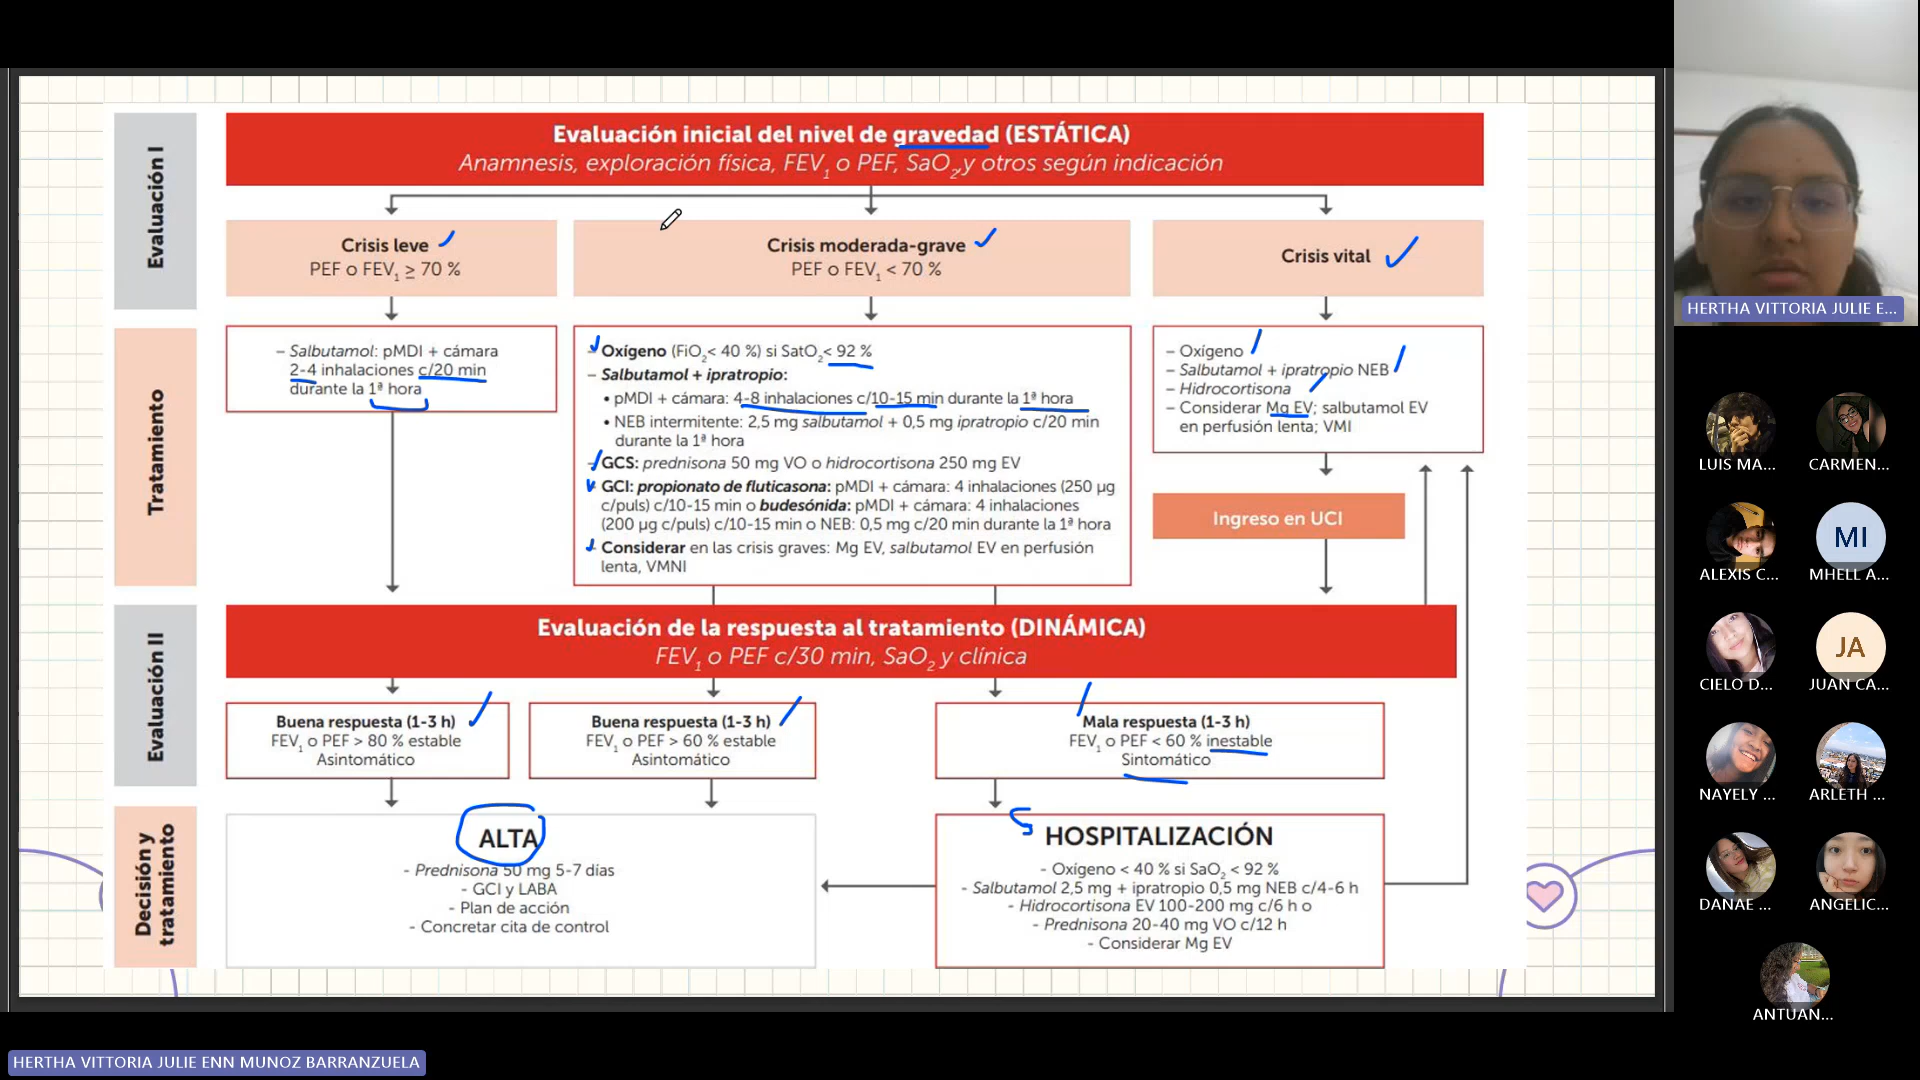 Evaluación I
Evaluación inicial del nivel de gravedad (ESTÁTICA)
Anamnesis, exploración física, FEV1 o PEF, SaO2,y otros según indicación
Crisis leve
PEF o FEV1 ≥ 70 %
Crisis moderada-grave
PEF o FEV1 < 70 %
Crisis vital
Tratamiento
– Salbutamol: pMDI + cámara
2-4 inhalaciones c/20 min
durante la 1ª hora
– Oxígeno (FiO2< 40 %) si SatO2< 92 %
– Salbutamol + ipratropio:
• pMDI + cámara: 4-8 inhalaciones c/10-15 min durante la 1ª hora
• NEB intermitente: 2,5 mg salbutamol + 0,5 mg ipratropio c/20 min
durante la 1ª hora
– GCS: prednisona 50 mg VO o hidrocortisona 250 mg EV
– GCI: propionato de fluticasona: pMDI + cámara: 4 inhalaciones (250 µg
c/puls) c/10-15 min o budesónida: pMDI + cámara: 4 inhalaciones
(200 µg c/puls) c/10-15 min o NEB: 0,5 mg c/20 min durante la 1ª hora
– Considerar en las crisis graves: Mg EV, salbutamol EV en perfusión
lenta, VMNI
– Oxígeno
– Salbutamol + ipratropio NEB
– Hidrocortisona
– Considerar Mg EV; salbutamol EV
en perfusión lenta; VMI
Ingreso en UCI
Evaluación II
Evaluación de la respuesta al tratamiento (DINÁMICA)
FEV1 o PEF c/30 min, SaO2 y clínica
Buena respuesta (1-3 h)
FEV1 o PEF > 80 % estable
Asintomático
Buena respuesta (1-3 h)
FEV1 o PEF > 60 % estable
Asintomático
Mala respuesta (1-3 h)
FEV1 o PEF < 60 % inestable
Sintomático
Decisión y
tratamiento
ALTA
- Prednisona 50 mg 5-7 días
- GCI y LABA
- Plan de acción
- Concretar cita de control
HOSPITALIZACIÓN
- Oxígeno < 40 % si SaO2 < 92 %
- Salbutamol 2,5 mg + ipratropio 0,5 mg NEB c/4-6 h
- Hidrocortisona EV 100-200 mg c/6 h o
- Prednisona 20-40 mg VO c/12 h
- Considerar Mg EV
HERTHA VITTORIA JULIE E...
LUIS MA...
CARMEN...
ALEXIS C...
MI
MHELL A...
CIELO D...
JA
JUAN CA...
NAYELY ...
ARLETH ...
DANAE ...
ANGELIC...
ANTUAN...
HERTHA VITTORIA JULIE ENN MUNOZ BARRANZUELA